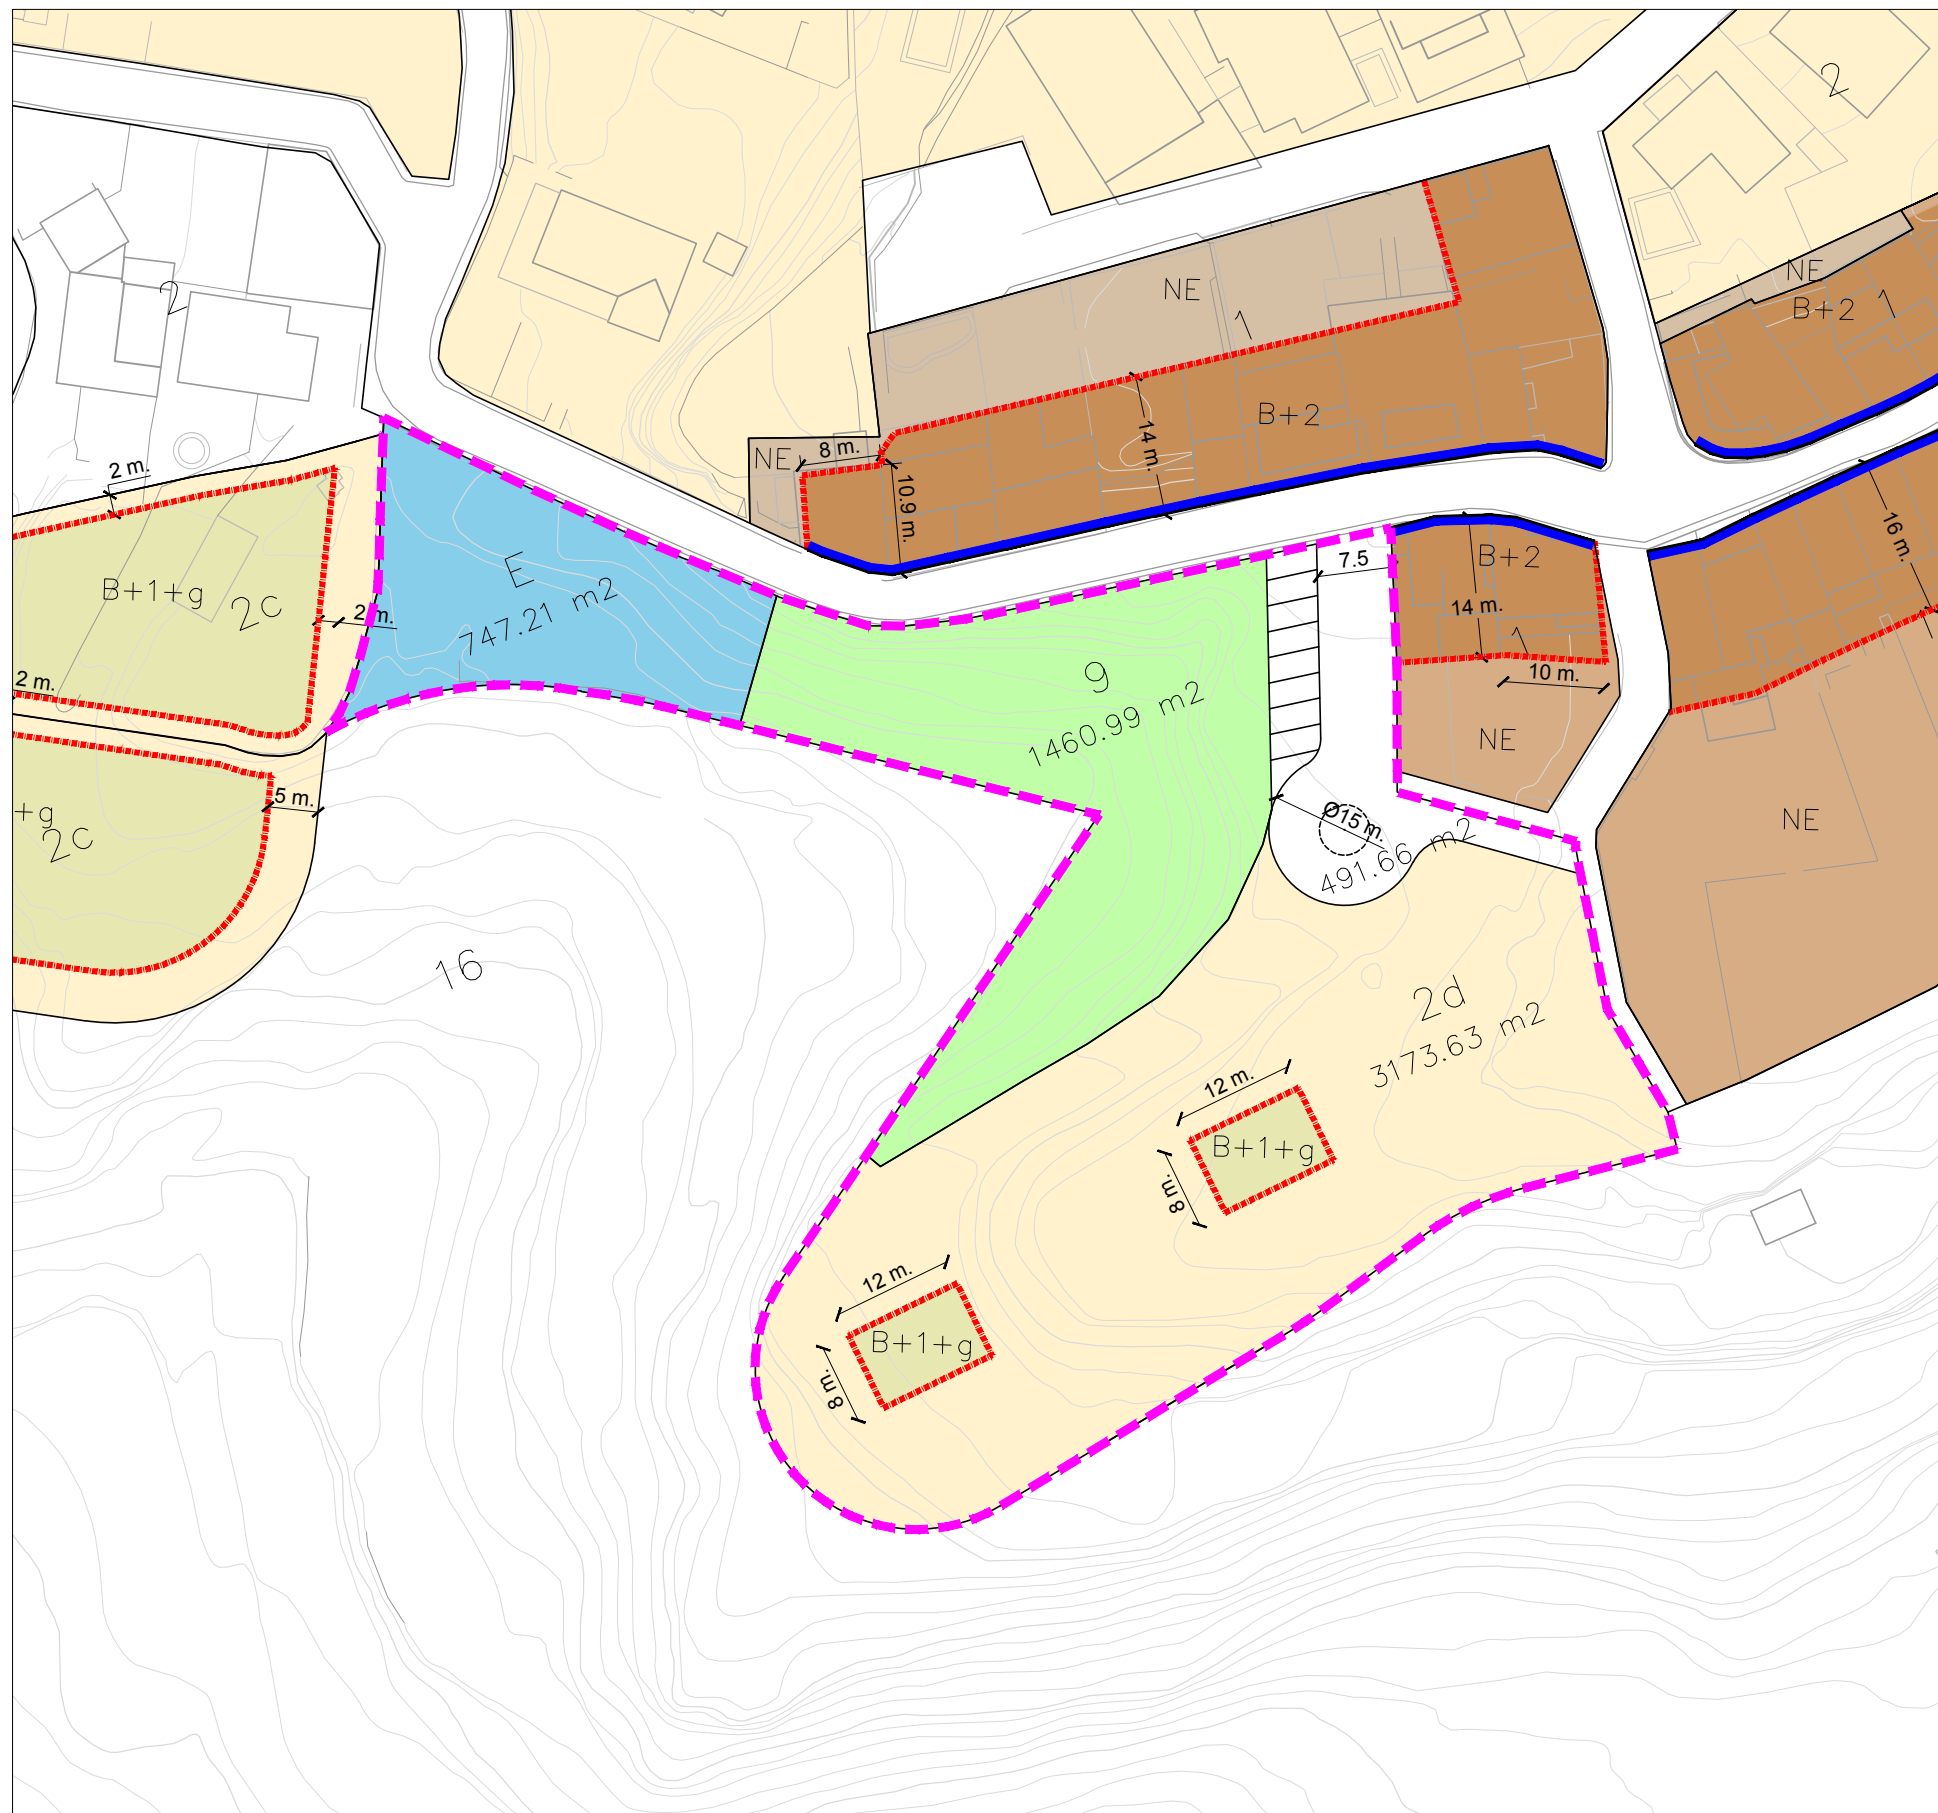 2
2
NE
1
NE
B+2
1
B+2
NE
8 m.
14 m.
10.9 m.
2 m.
16 m.
B+2
7.5
E
747.21 m2
B+1+g
2c
2 m.
14 m.
1
10 m.
9
1460.99 m2
2 m.
NE
5 m.
+g
2c
Ø15 m.
491.66 m2
NE
16
2d
3173.63 m2
12 m.
B+1+g
8 m.
12 m.
B+1+g
8 m.